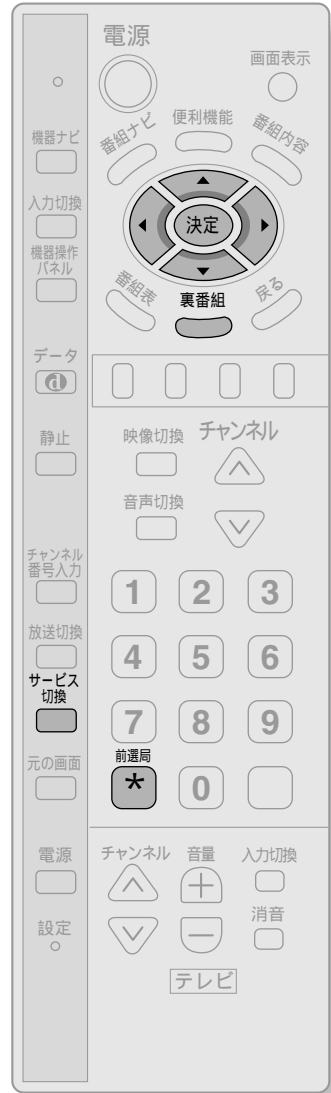 電源
画面表示
機器ナビ
番組ナビ
便利機能
番組内容
入力切換
決定
機器操作
パネル
番組表
裏番組
戻る
データ
d
静止
映像切換
チャンネル
音声切換
チャンネル
番号入力
1 2 3
放送切換
4 5 6
サービス
切換
7 8 9
元の画面
前選局
* 0
電源
チャンネル
音量
入力切換
設定
消音
テレビ